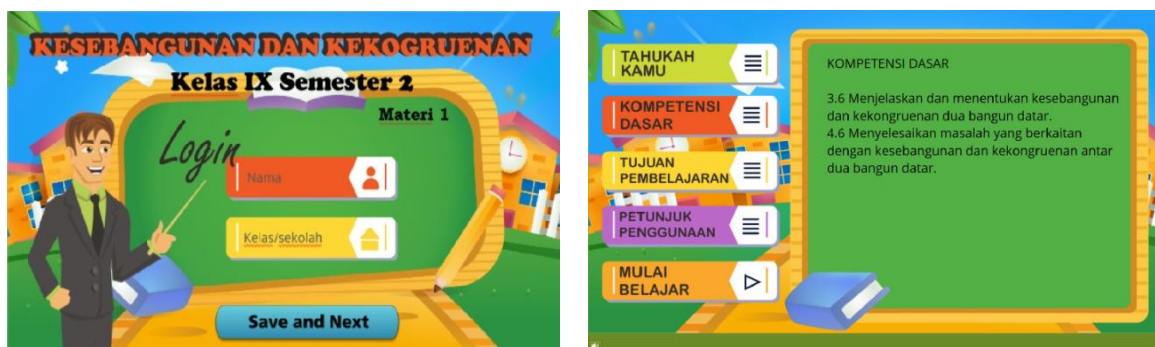 KESEBANGUNAN DAN KEKOGRUENAN
Kelas IX Semester 2
Materi 1
Login
Nama
Kelas/sekolah
Save and Next
TAHUKAH
KAMU
KOMPETENSI
DASAR
TUJUAN
PEMBELAJARAN
PETUNJUK
PENGGUNAAN
MULAI
BELAJAR
KOMPETENSI DASAR
3.6 Menjelaskan dan menentukan kesebangunan
dan kekongruenan dua bangun datar.
4.6 Menyelesaikan masalah yang berkaitan
dengan kesebangunan dan kekongruenan antar
dua bangun datar.